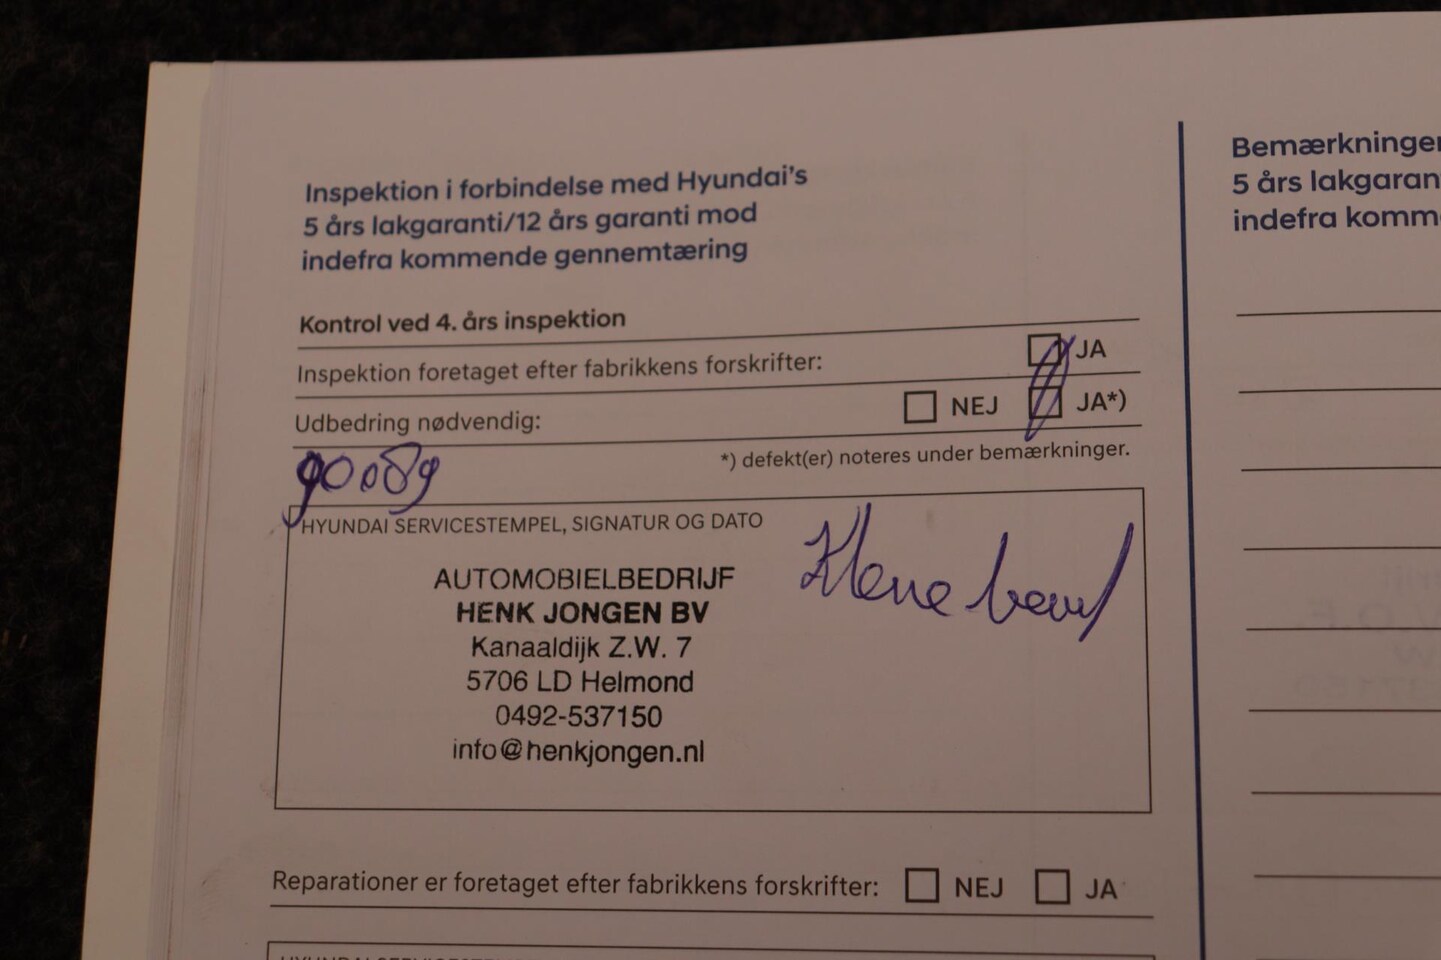 Inspektion i forbindelse med Hyundai's
5 års lakgaranti/12 års garanti mod
indefra kommende gennemtæring
Kontrol ved 4. års inspektion
Inspektion foretaget efter fabrikkens forskrifter: JA
Udbedring nødvendig: NEJ JA*)
*) defekt(er) noteres under bemærkninger.
90089
HYUNDAI SERVICESTEMPEL, SIGNATUR OG DATO
AUTOMOBIELBEDRIJF
HENK JONGEN BV
Kanaaldijk Z.W. 7
5706 LD Helmond
0492-537150
info@henkjongen.nl
Reparationer er foretaget efter fabrikkens forskrifter: NEJ JA
Bemærkninger
5 års lakgaran
indefra komm